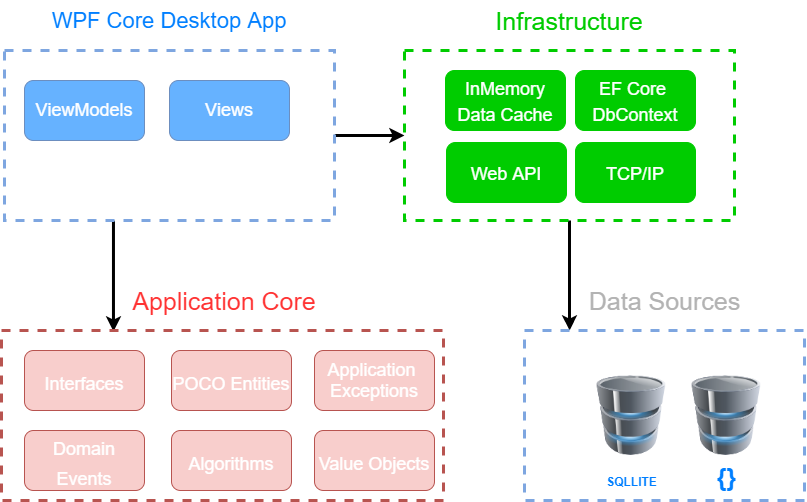 WPF Core Desktop App
Infrastructure
ViewModels
Views
InMemory
Data Cache
EF Core
DbContext
Web API
TCP/IP
Application Core
Data Sources
Interfaces
POCO Entities
Application
Exceptions
Domain
Events
Algorithms
Value Objects
SQLLITE
{}